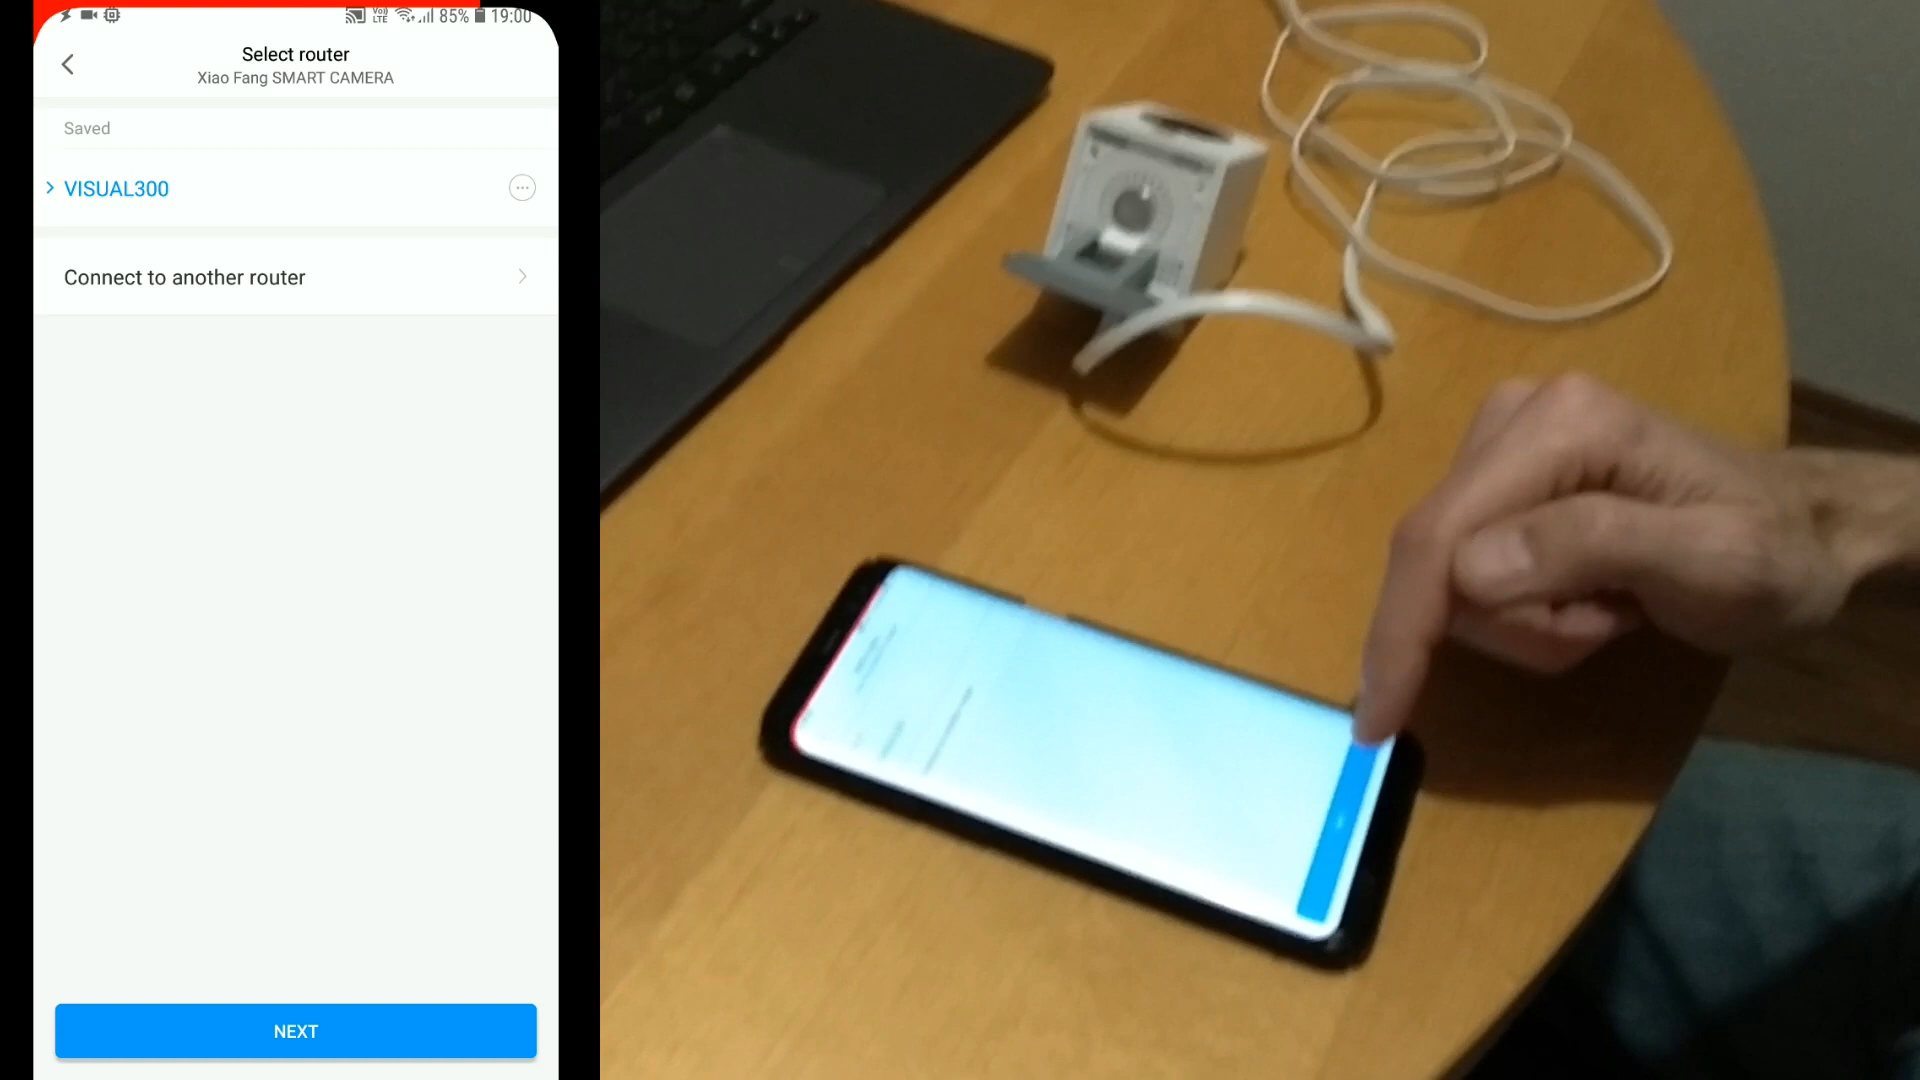 85% 19:00
Select router
Xiao Fang SMART CAMERA
Saved
VISUAL300
Connect to another router
NEXT